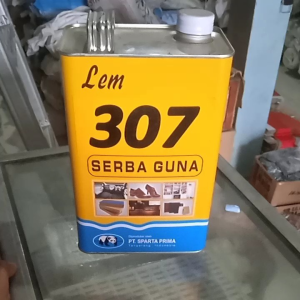 Lem
307
SERBA GUNA
PT. SPARTA PRIMA